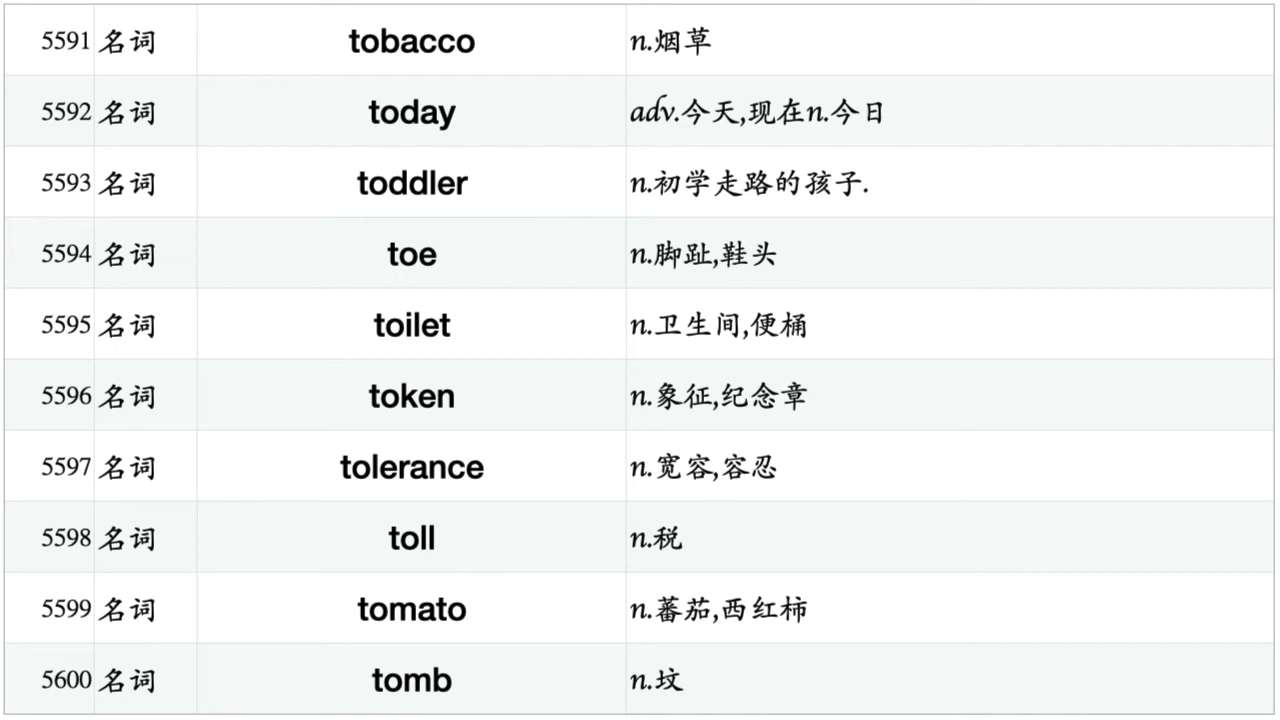 5591 名词 tobacco n.烟草
5592 名词 today adv.今天,现在n.今日
5593 名词 toddler n.初学走路的孩子.
5594 名词 toe n.脚趾,鞋头
5595 名词 toilet n.卫生间,便桶
5596 名词 token n.象征,纪念章
5597 名词 tolerance n.宽容,容忍
5598 名词 toll n.税
5599 名词 tomato n.蕃茄,西红柿
5600 名词 tomb n.坟